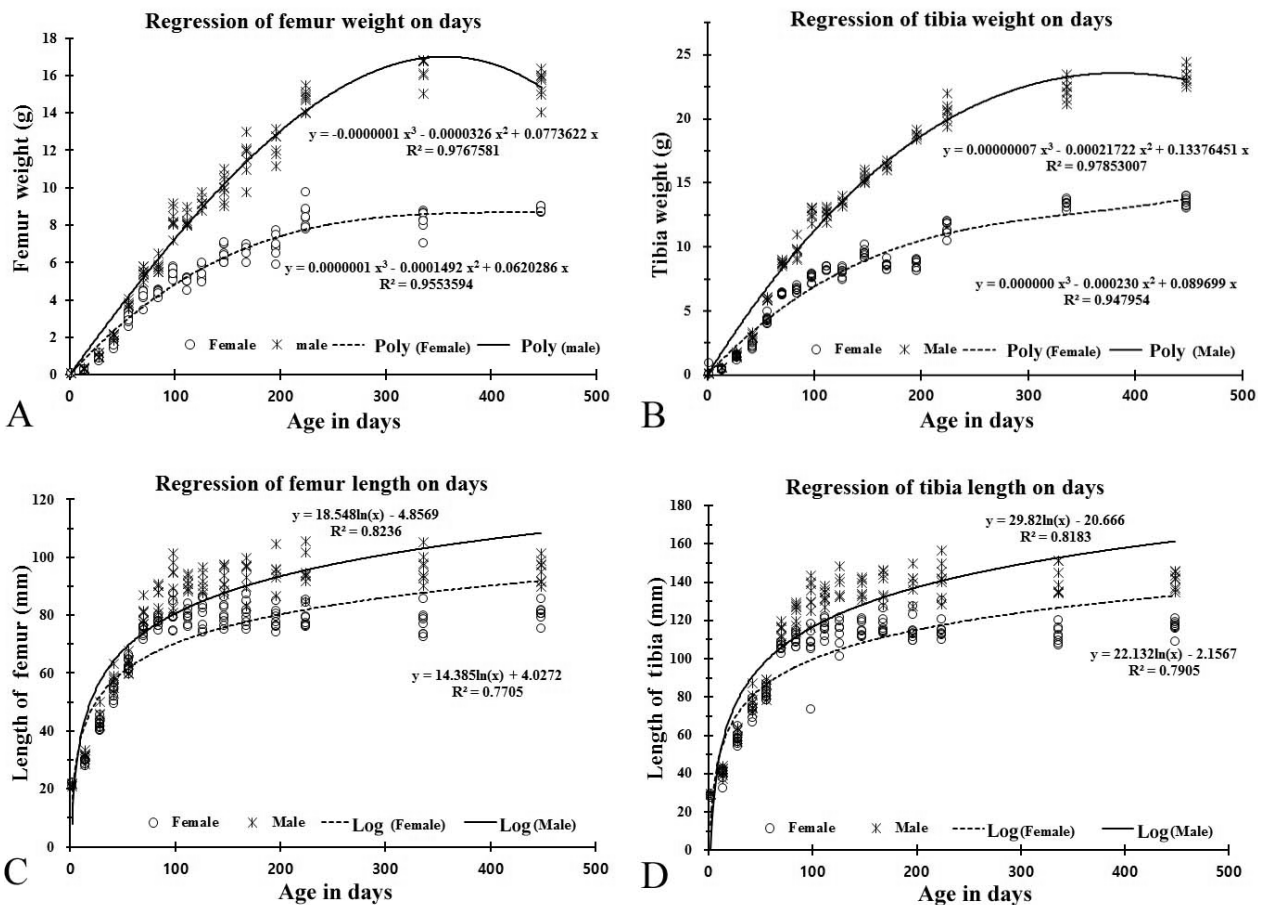 Regression of femur weight on days
Femur weight (g)
18
16
14
12
10
8
6
4
2
0
y = -0.0000001 x³ - 0.0000326 x² + 0.0773622 x
R² = 0.9767581
y = 0.0000001 x³ - 0.0001492 x² + 0.0620286 x
R² = 0.9553594
Female male Poly (Female) Poly (male)
0 100 200 300 400 500
Age in days
A
Regression of tibia weight on days
Tibia weight (g)
25
20
15
10
5
0
y = 0.00000007 x³ - 0.00021722 x² + 0.13376451 x
R² = 0.97853007
y = 0.000000 x³ - 0.000230 x² + 0.089699 x
R² = 0.947954
Female Male Poly (Female) Poly (Male)
0 100 200 300 400 500
Age in days
B
Regression of femur length on days
Length of femur (mm)
120
100
80
60
40
20
0
y = 18.548ln(x) - 4.8569
R² = 0.8236
y = 14.385ln(x) + 4.0272
R² = 0.7705
Female Male Log (Female) Log (Male)
0 100 200 300 400 500
Age in days
C
Regression of tibia length on days
Length of tibia (mm)
180
160
140
120
100
80
60
40
20
0
y = 29.82ln(x) - 20.666
R² = 0.8183
y = 22.132ln(x) - 2.1567
R² = 0.7905
Female Male Log (Female) Log (Male)
0 100 200 300 400 500
Age in days
D